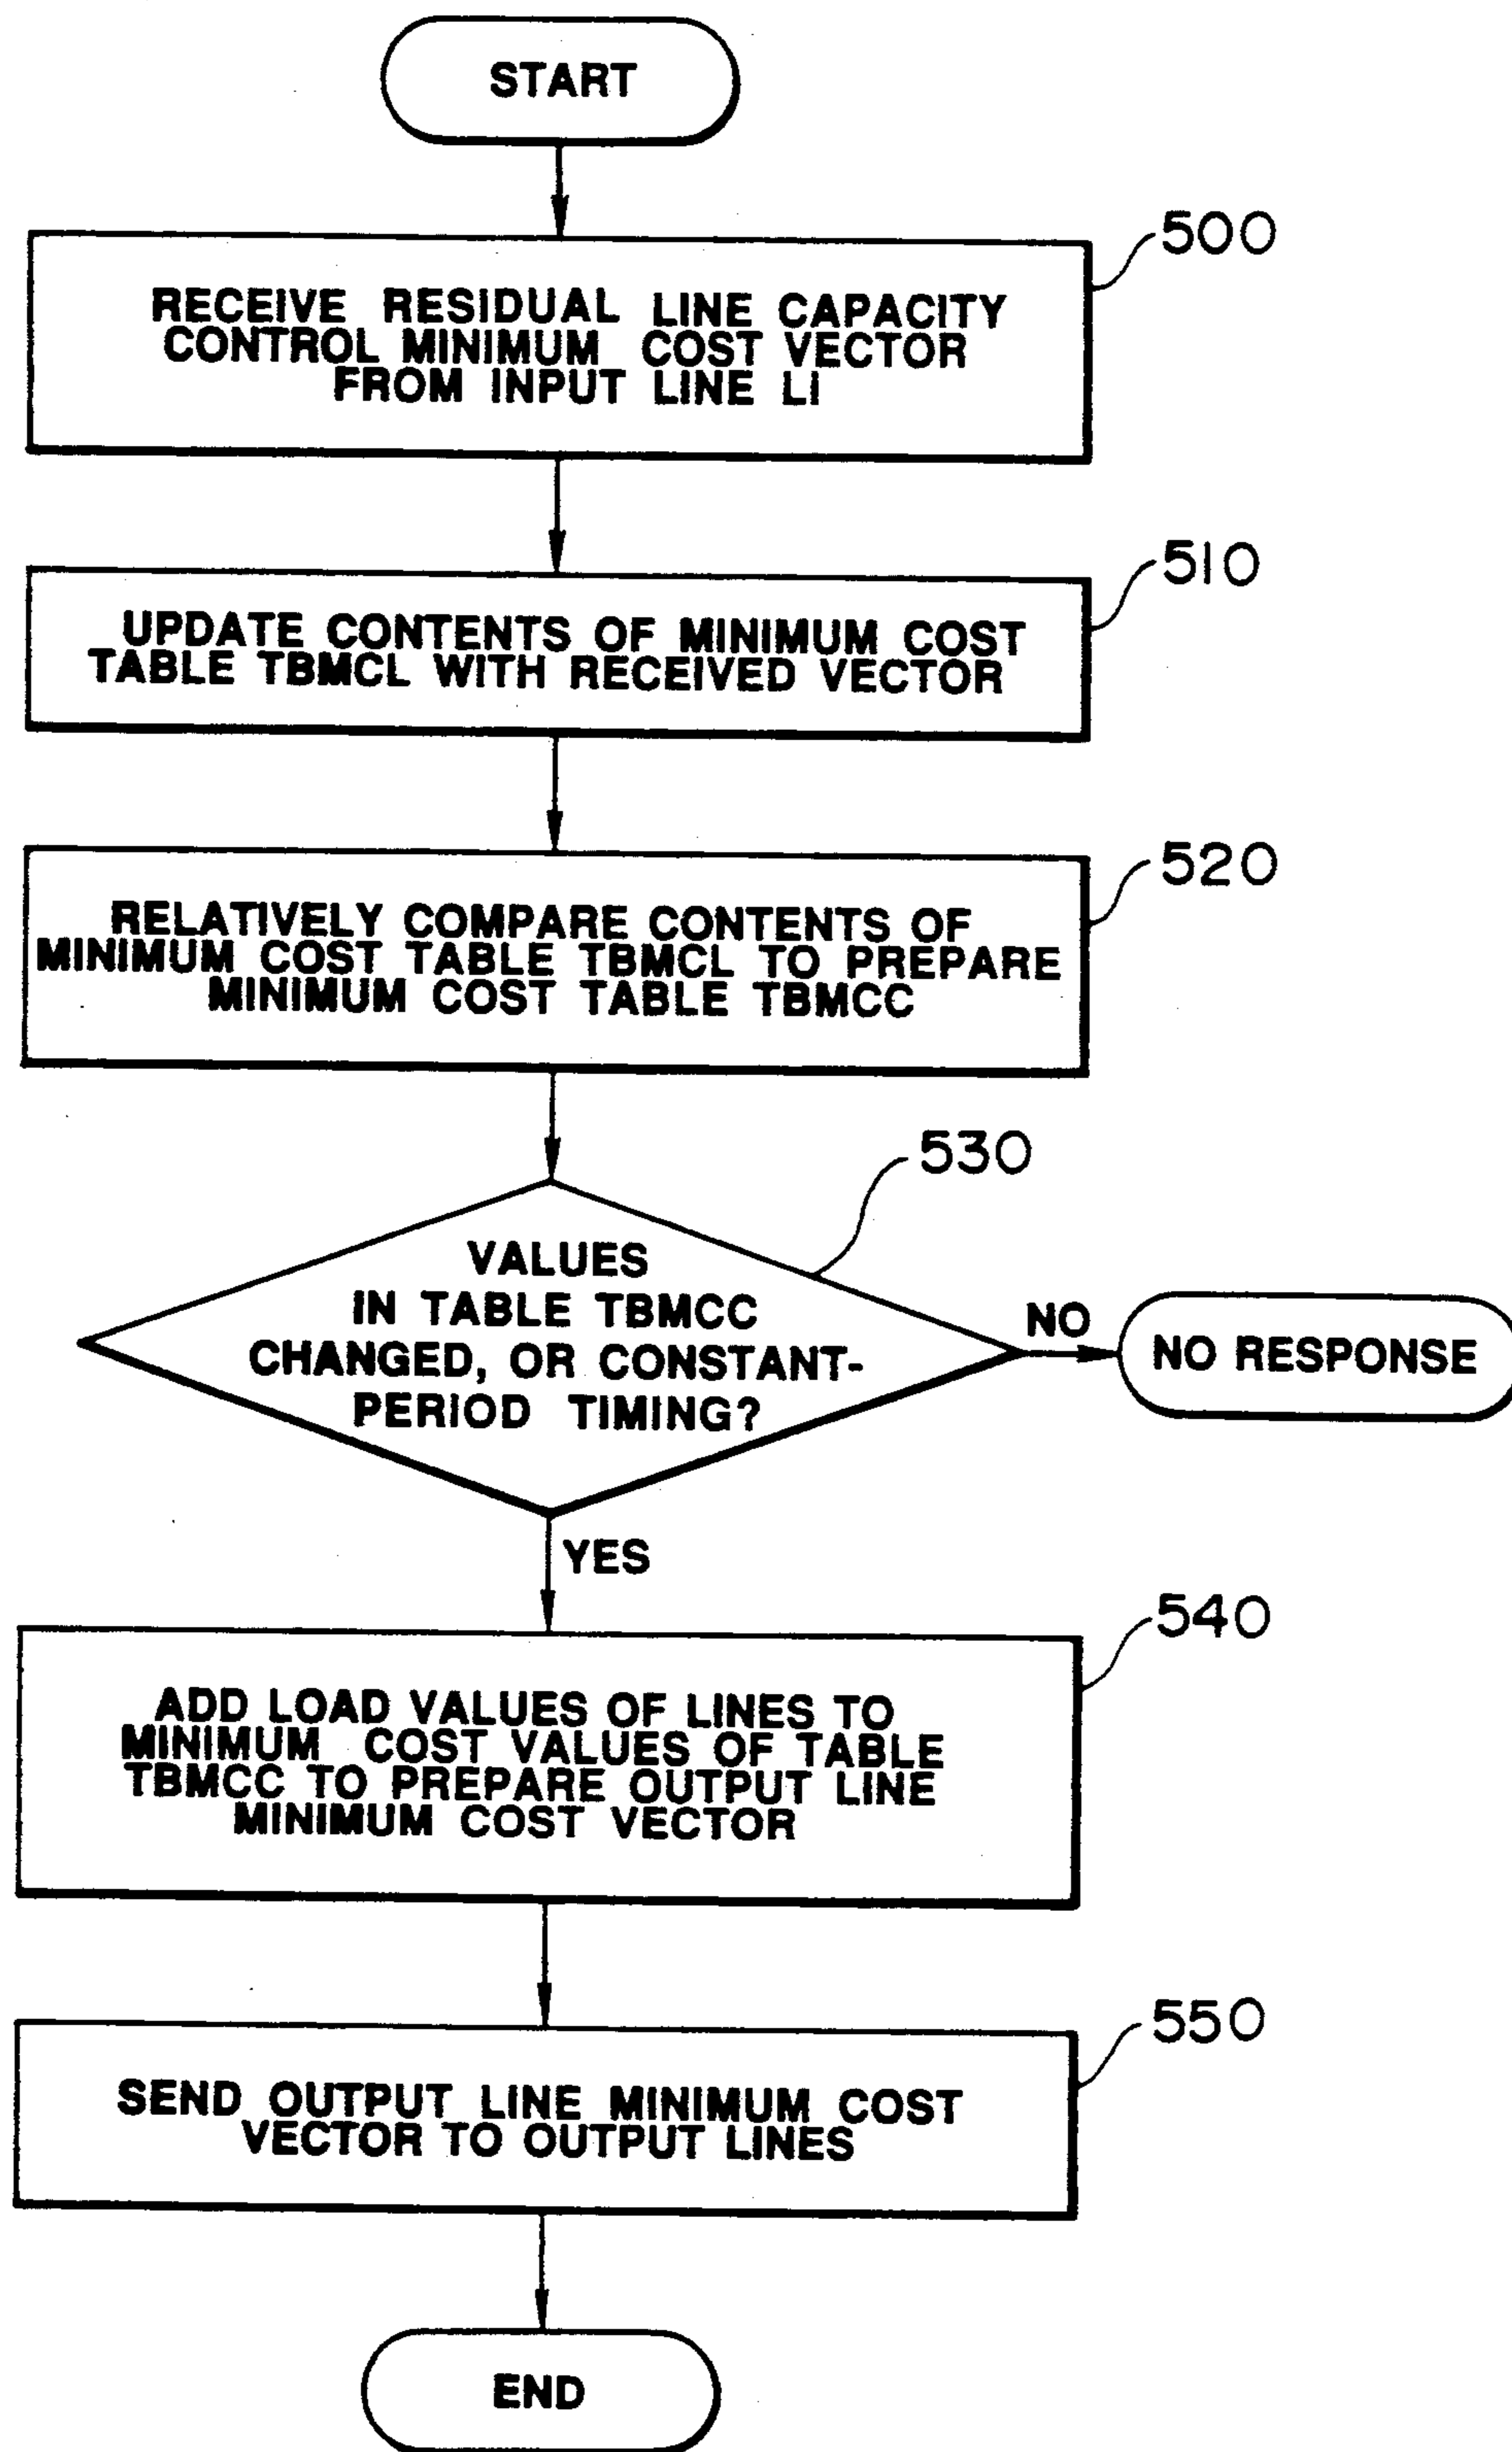 START
500
RECEIVE RESIDUAL LINE CAPACITY
CONTROL MINIMUM COST VECTOR
FROM INPUT LINE Li
510
UPDATE CONTENTS OF MINIMUM COST
TABLE TBMCL WITH RECEIVED VECTOR
520
RELATIVELY COMPARE CONTENTS OF
MINIMUM COST TABLE TBMCL TO PREPARE
MINIMUM COST TABLE TBMCC
530
VALUES
IN TABLE TBMCC
CHANGED, OR CONSTANT-
PERIOD TIMING?
NO
NO RESPONSE
YES
540
ADD LOAD VALUES OF LINES TO
MINIMUM COST VALUES OF TABLE
TBMCC TO PREPARE OUTPUT LINE
MINIMUM COST VECTOR
550
SEND OUTPUT LINE MINIMUM COST
VECTOR TO OUTPUT LINES
END